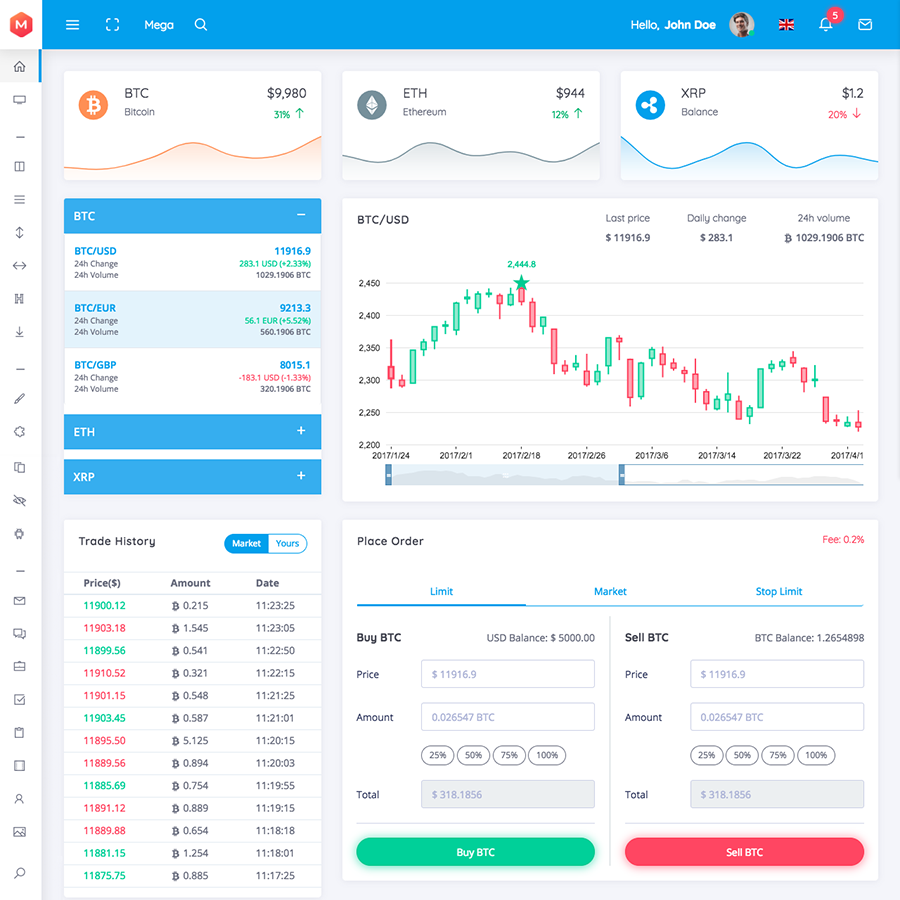 M
Mega
Hello, John Doe
5
BTC $9,980
Bitcoin 31%
ETH $944
Ethereum 12%
XRP $1.2
Balance 20%
BTC −
BTC/USD 11916.9
24h Change 283.1 USD (+2.33%)
24h Volume 1029.1906 BTC
BTC/EUR 9213.3
24h Change 56.1 EUR (+5.52%)
24h Volume 560.1906 BTC
BTC/GBP 8015.1
24h Change -183.1 USD (-1.33%)
24h Volume 320.1906 BTC
ETH +
XRP +
BTC/USD
Last price Daily change 24h volume
$ 11916.9 $ 283.1 ₿ 1029.1906 BTC
2,444.8
2,450
2,400
2,350
2,300
2,250
2,200
2017/1/24 2017/2/1 2017/2/18 2017/2/26 2017/3/6 2017/3/14 2017/3/22 2017/4/1
Trade History Market Yours
Price($) Amount Date
11900.12 ₿ 0.215 11:23:25
11903.18 ₿ 1.545 11:23:05
11899.56 ₿ 0.541 11:22:50
11910.52 ₿ 0.321 11:22:15
11901.15 ₿ 0.548 11:21:25
11903.45 ₿ 0.587 11:21:01
11895.50 ₿ 5.125 11:20:15
11889.56 ₿ 0.894 11:20:03
11885.69 ₿ 0.754 11:19:55
11891.12 ₿ 0.889 11:19:15
11889.88 ₿ 0.654 11:18:18
11881.15 ₿ 1.254 11:18:01
11875.75 ₿ 0.885 11:17:25
Place Order Fee: 0.2%
Limit Market Stop Limit
Buy BTC USD Balance: $ 5000.00
Price $ 11916.9
Amount 0.026547 BTC
25% 50% 75% 100%
Total $ 318.1856
Buy BTC
Sell BTC BTC Balance: 1.2654898
Price $ 11916.9
Amount 0.026547 BTC
25% 50% 75% 100%
Total $ 318.1856
Sell BTC